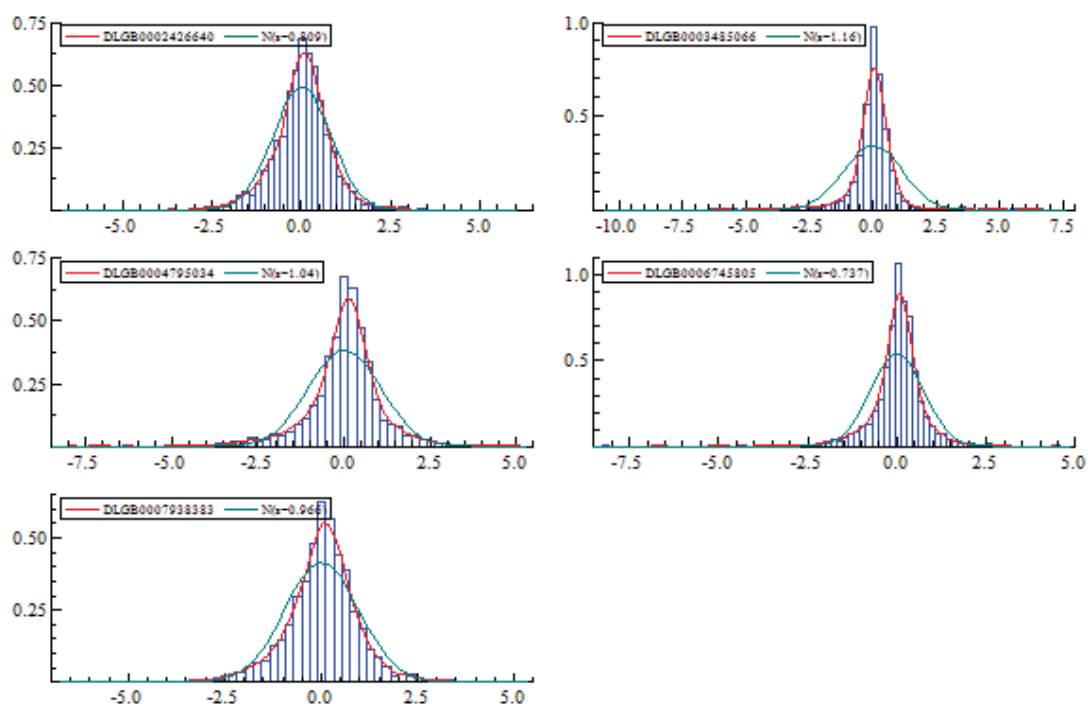 0.75
DLGB0002426640 N(s=0.809)
0.50
0.25
-5.0 -2.5 0.0 2.5 5.0
1.0
DLGB0003485066 N(s=1.16)
0.5
-10.0 -7.5 -5.0 -2.5 0.0 2.5 5.0 7.5
0.75
DLGB0004795034 N(s=1.04)
0.50
0.25
-7.5 -5.0 -2.5 0.0 2.5 5.0
1.0
DLGB0006745805 N(s=0.737)
0.5
-7.5 -5.0 -2.5 0.0 2.5 5.0
DLGB0007938383 N(s=0.966)
0.50
0.25
-5.0 -2.5 0.0 2.5 5.0